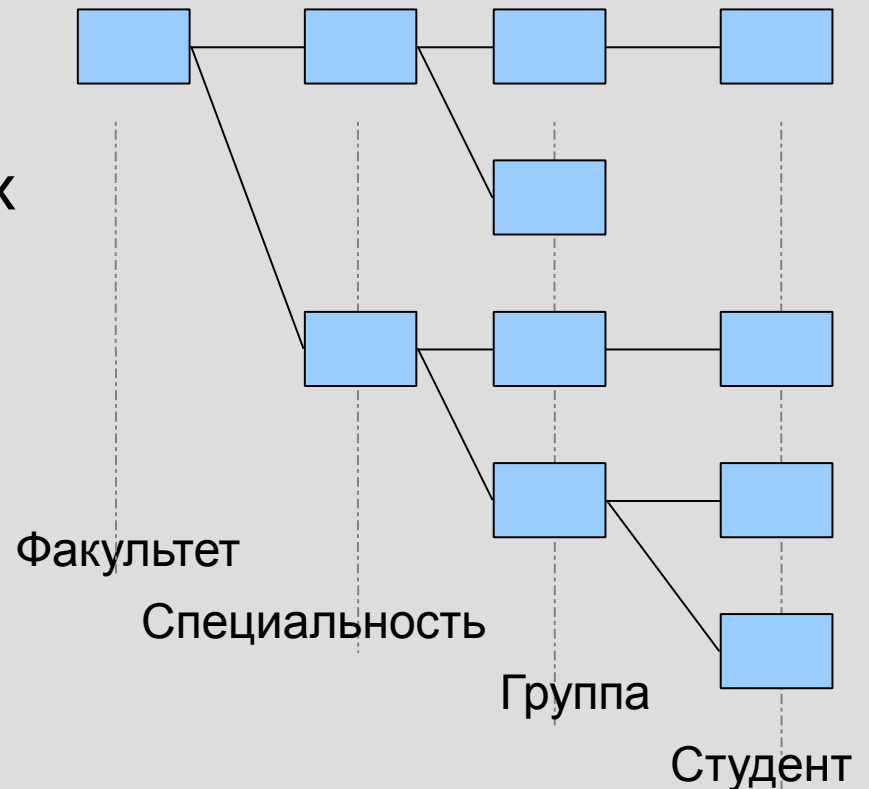 х
Факультет
Специальность
Группа
Студент